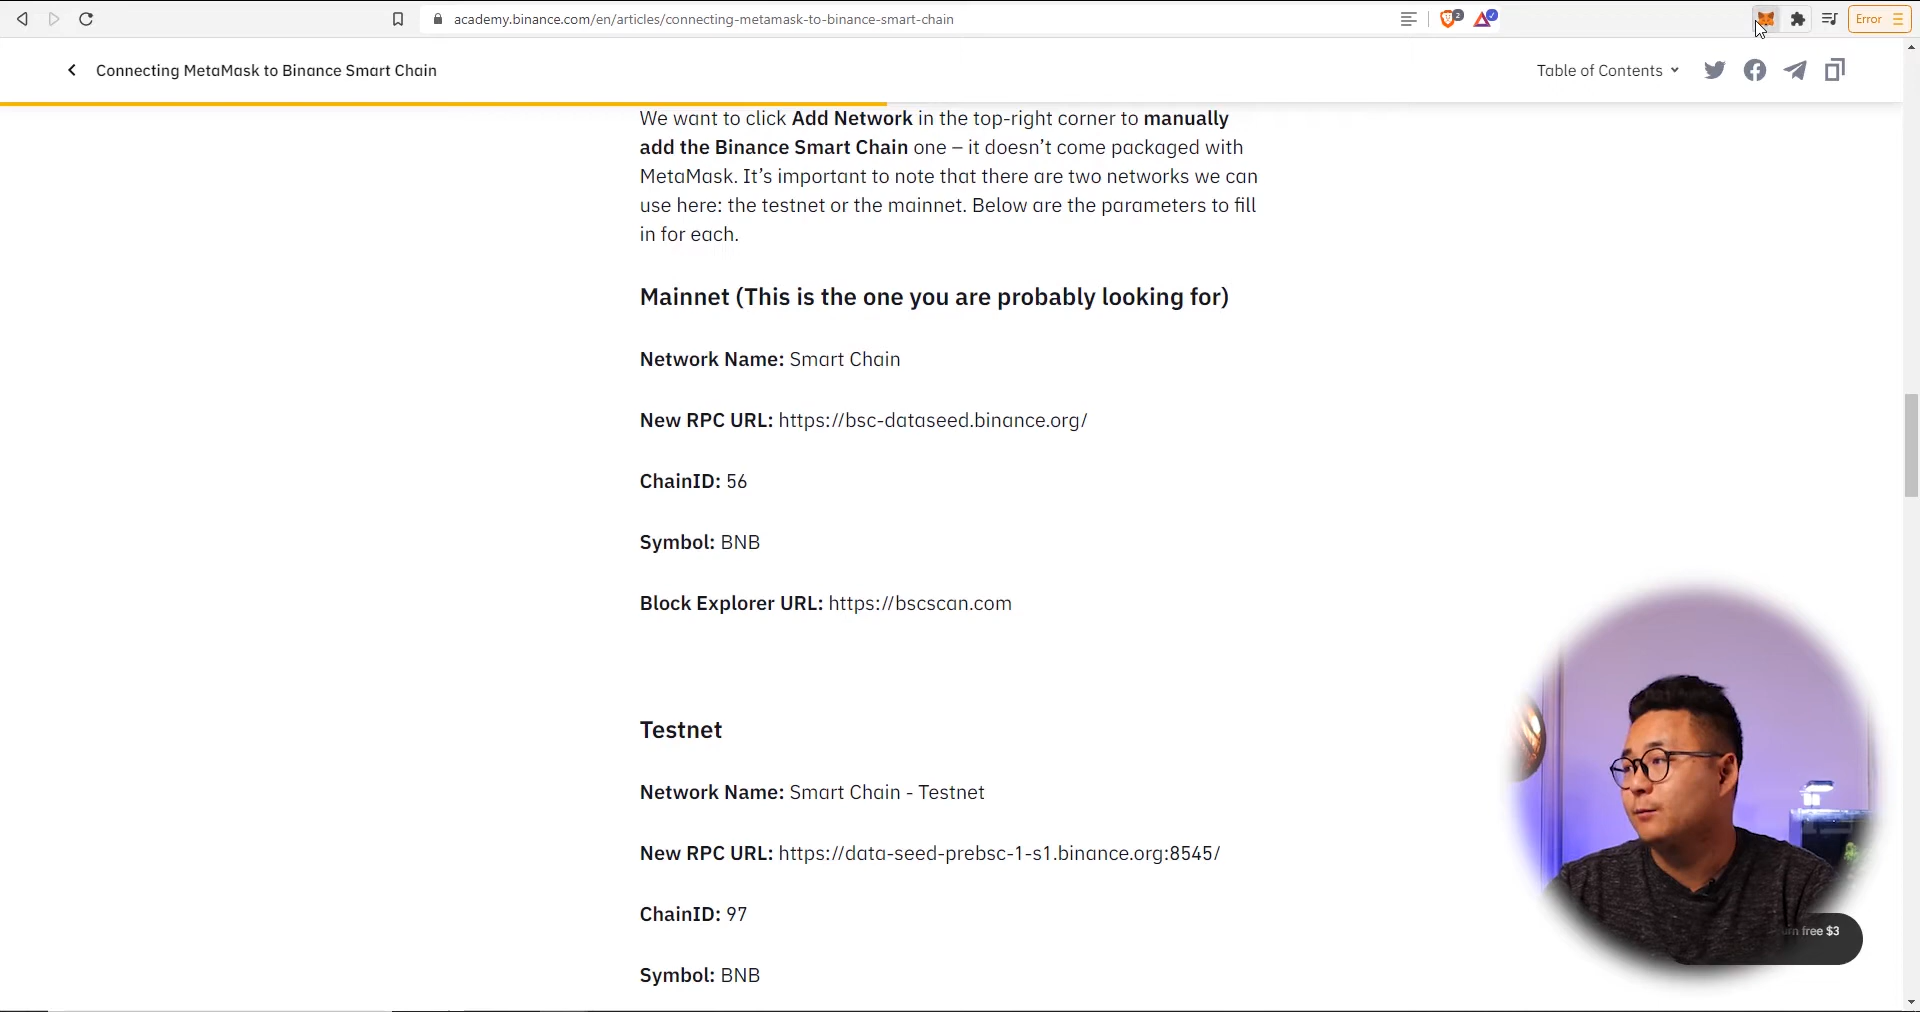 academy.binance.com/en/articles/connecting-metamask-to-binance-smart-chain
2
Error
Connecting MetaMask to Binance Smart Chain
Table of Contents
We want to click Add Network in the top-right corner to manually
add the Binance Smart Chain one – it doesn’t come packaged with
MetaMask. It’s important to note that there are two networks we can
use here: the testnet or the mainnet. Below are the parameters to fill
in for each.
Mainnet (This is the one you are probably looking for)
Network Name: Smart Chain
New RPC URL: https://bsc-dataseed.binance.org/
ChainID: 56
Symbol: BNB
Block Explorer URL: https://bscscan.com
Testnet
Network Name: Smart Chain - Testnet
New RPC URL: https://data-seed-prebsc-1-s1.binance.org:8545/
ChainID: 97
free $3
Symbol: BNB